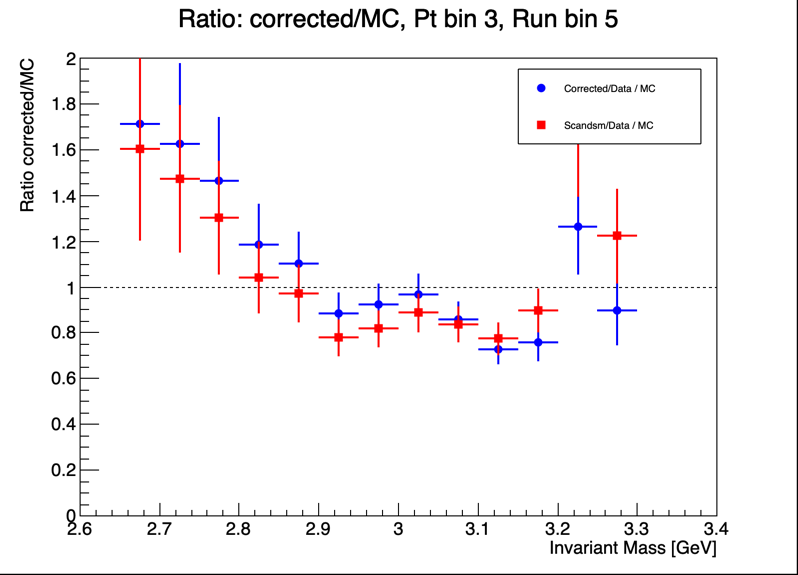 Ratio: corrected/MC, Pt bin 3, Run bin 5
Ratio corrected/MC
2
1.8
1.6
1.4
1.2
1
0.8
0.6
0.4
0.2
0
Corrected/Data / MC
Scandsm/Data / MC
2.6 2.7 2.8 2.9 3 3.1 3.2 3.3 3.4
Invariant Mass [GeV]